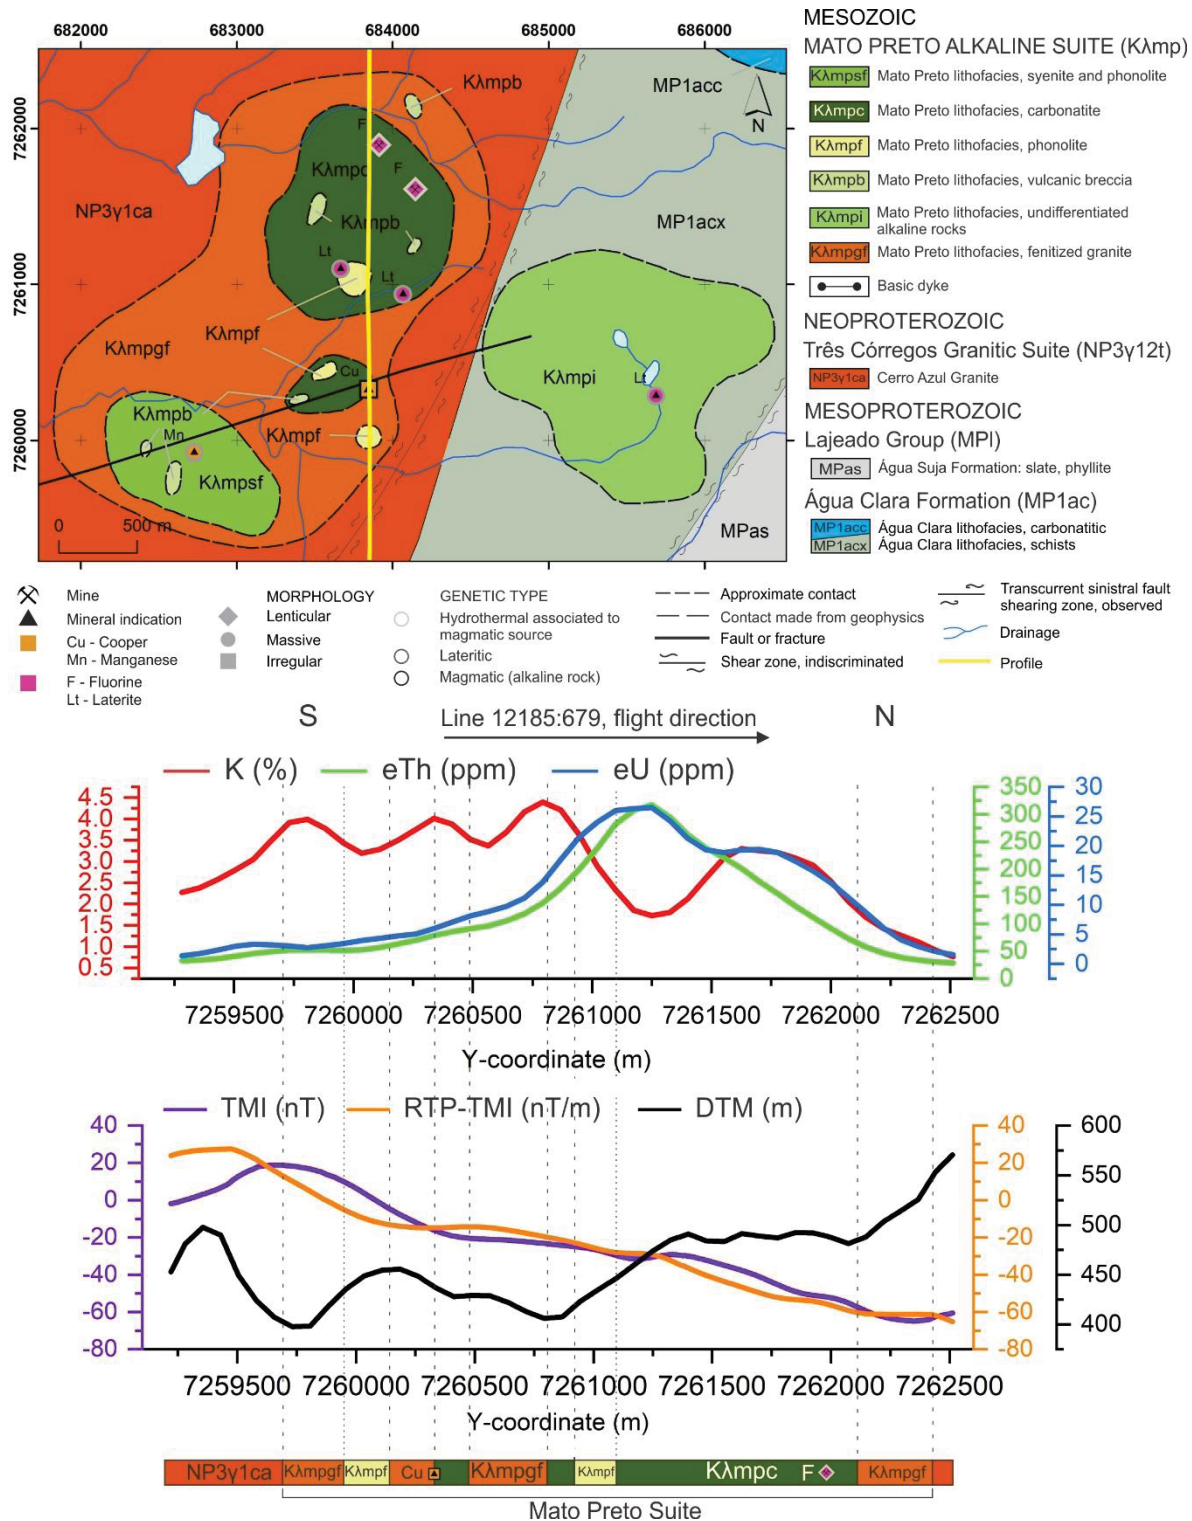 682000 683000 684000 685000 686000
7262000
7261000
7260000
KλMpb
MP1acc
N
F
Kλmpc
F
NP3γ1ca
Kλmpb
MP1acx
Lt
Lt
Kλmpf
Kλmpgf
Cu
Kλmpi
Lt
Kλmpb
Mn
Kλmpf
Kλmpsf
0 500 m
MPas
MESOZOIC
MATO PRETO ALKALINE SUITE (Kλmp)
Kλmpsf Mato Preto lithofacies, syenite and phonolite
Kλmpc Mato Preto lithofacies, carbonatite
Kλmpf Mato Preto lithofacies, phonolite
Kλmpb Mato Preto lithofacies, vulcanic breccia
Kλmpi Mato Preto lithofacies, undifferentiated
alkaline rocks
Kλmpgf Mato Preto lithofacies, fenitized granite
Basic dyke
NEOPROTEROZOIC
Três Córregos Granitic Suite (NP3γ12t)
NP3γ1ca Cerro Azul Granite
MESOPROTEROZOIC
Lajeado Group (MPl)
MPas Água Suja Formation: slate, phyllite
Água Clara Formation (MP1ac)
MP1acc Água Clara lithofacies, carbonatitic
MP1acx Água Clara lithofacies, schists
Mine
Mineral indication
Cu - Cooper
Mn - Manganese
F - Fluorine
Lt - Laterite
MORPHOLOGY
Lenticular
Massive
Irregular
GENETIC TYPE
Hydrothermal associated to
magmatic source
Lateritic
Magmatic (alkaline rock)
Approximate contact
Contact made from geophysics
Fault or fracture
Shear zone, indiscriminated
Transcurrent sinistral fault
shearing zone, observed
Drainage
Profile
S Line 12185:679, flight direction N
K (%) eTh (ppm) eU (ppm)
4.5
4.0
3.5
3.0
2.5
2.0
1.5
1.0
0.5
350
300
250
200
150
100
50
0
30
25
20
15
10
5
0
7259500 7260000 7260500 7261000 7261500 7262000 7262500
Y-coordinate (m)
TMI (nT) RTP-TMI (nT/m) DTM (m)
40
20
0
-20
-40
-60
-80
40
20
0
-20
-40
-60
-80
600
550
500
450
400
7259500 7260000 7260500 7261000 7261500 7262000 7262500
Y-coordinate (m)
NP3γ1ca Kλmpgf Kλmpf Cu Kλmpgf Kλmpf Kλmpc F Kλmpgf
Mato Preto Suite